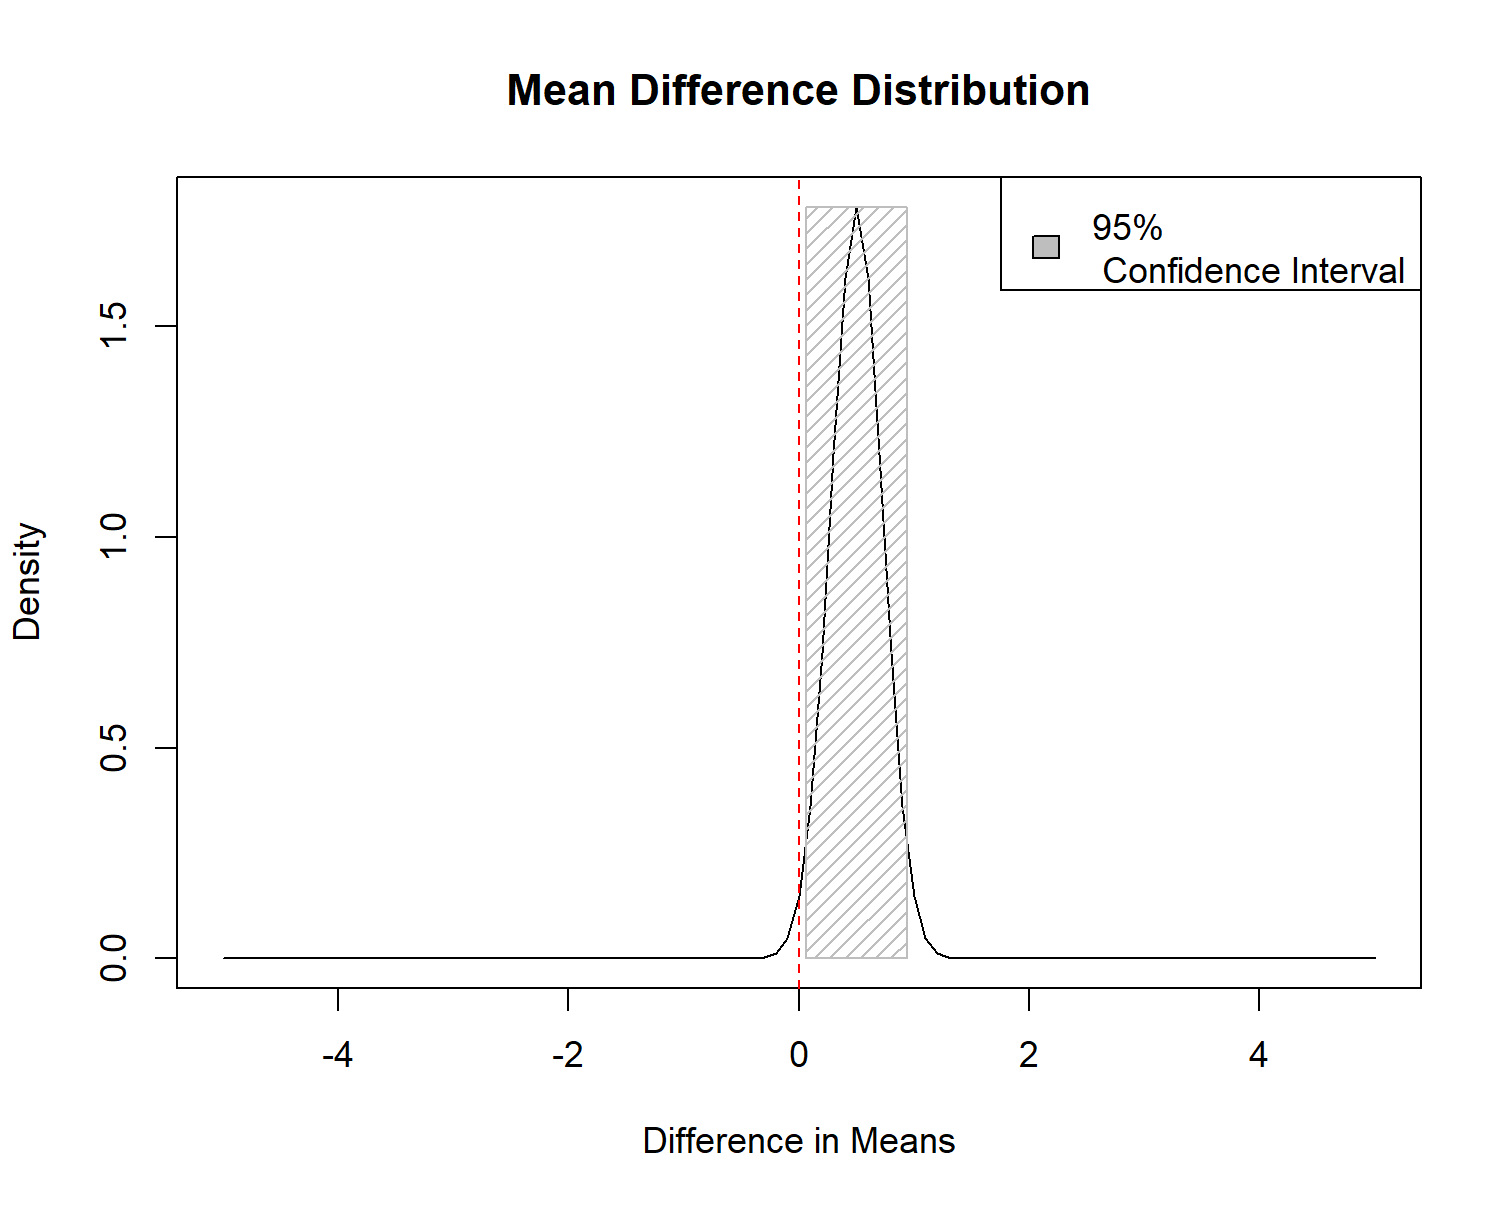 Mean Difference Distribution
95%
Confidence Interval
Density
1.5
1.0
0.5
0.0
-4 -2 0 2 4
Difference in Means